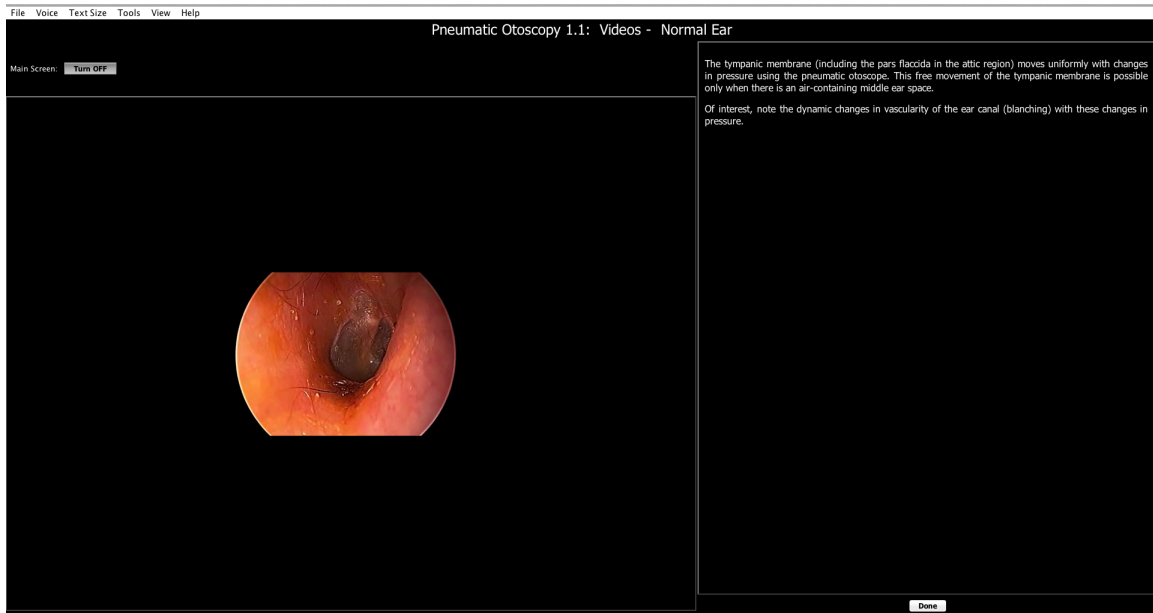 File Voice Text Size Tools View Help
Pneumatic Otoscopy 1.1: Videos - Normal Ear
Main Screen: Turn OFF
The tympanic membrane (including the pars flaccida in the attic region) moves uniformly with changes
in pressure using the pneumatic otoscope. This free movement of the tympanic membrane is possible
only when there is an air-containing middle ear space.
Of interest, note the dynamic changes in vascularity of the ear canal (blanching) with these changes in
pressure.
Done